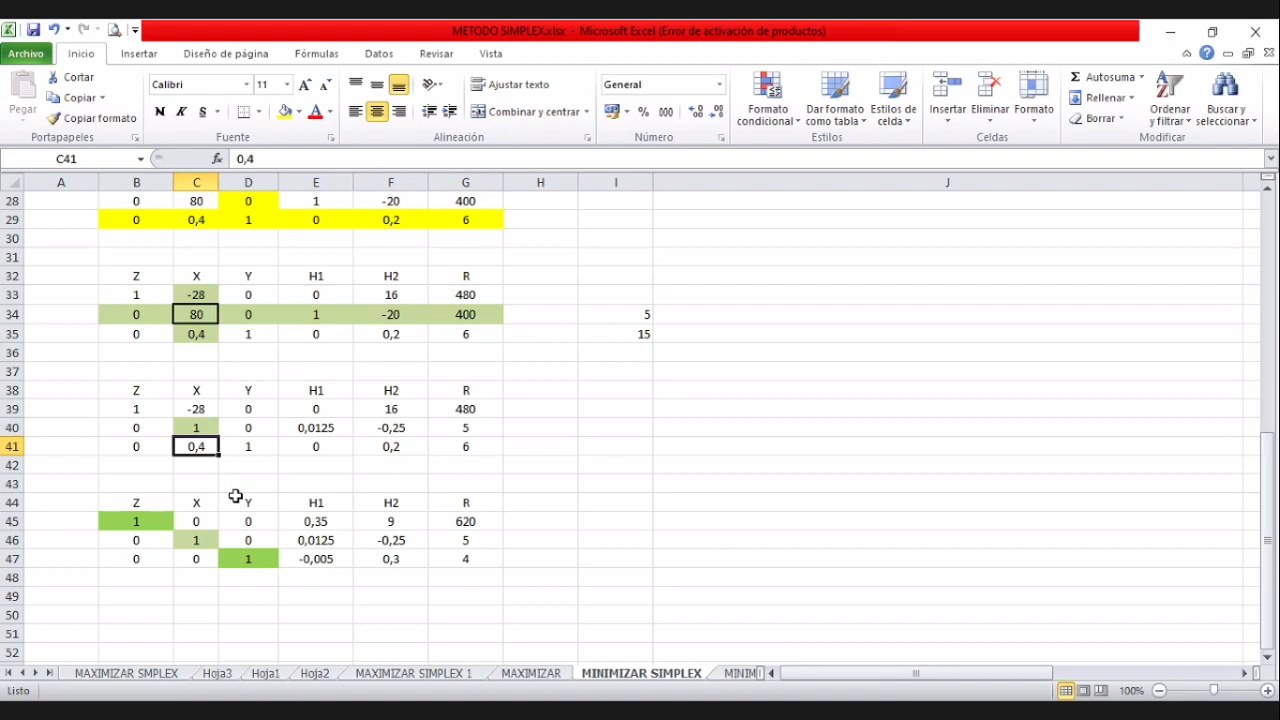 METODO SIMPLEX.xlsx - Microsoft Excel (Error de activación de productos)
Archivo Inicio Insertar Diseño de página Fórmulas Datos Revisar Vista
Pegar
Cortar
Copiar
Copiar formato
Portapapeles
Calibri 11
N K S
Fuente
Ajustar texto
Combinar y centrar
Alineación
General
% 000
Número
Formato condicional
Dar formato como tabla
Estilos de celda
Estilos
Insertar Eliminar Formato
Celdas
Σ Autosuma
Rellenar
Borrar
Ordenar y filtrar
Buscar y seleccionar
Modificar
C41 fx 0,4
A B C D E F G H I J
28 0 80 0 1 -20 400
29 0 0,4 1 0 0,2 6
30
31
32 Z X Y H1 H2 R
33 1 -28 0 0 16 480
34 0 80 0 1 -20 400 5
35 0 0,4 1 0 0,2 6 15
36
37
38 Z X Y H1 H2 R
39 1 -28 0 0 16 480
40 0 1 0 0,0125 -0,25 5
41 0 0,4 1 0 0,2 6
42
43
44 Z X Y H1 H2 R
45 1 0 0 0,35 9 620
46 0 1 0 0,0125 -0,25 5
47 0 0 1 -0,005 0,3 4
48
49
50
51
52
MAXIMIZAR SMPLEX Hoja3 Hoja1 Hoja2 MAXIMIZAR SIMPLEX 1 MAXIMIZAR MINIMIZAR SIMPLEX MINIM
Listo 100%